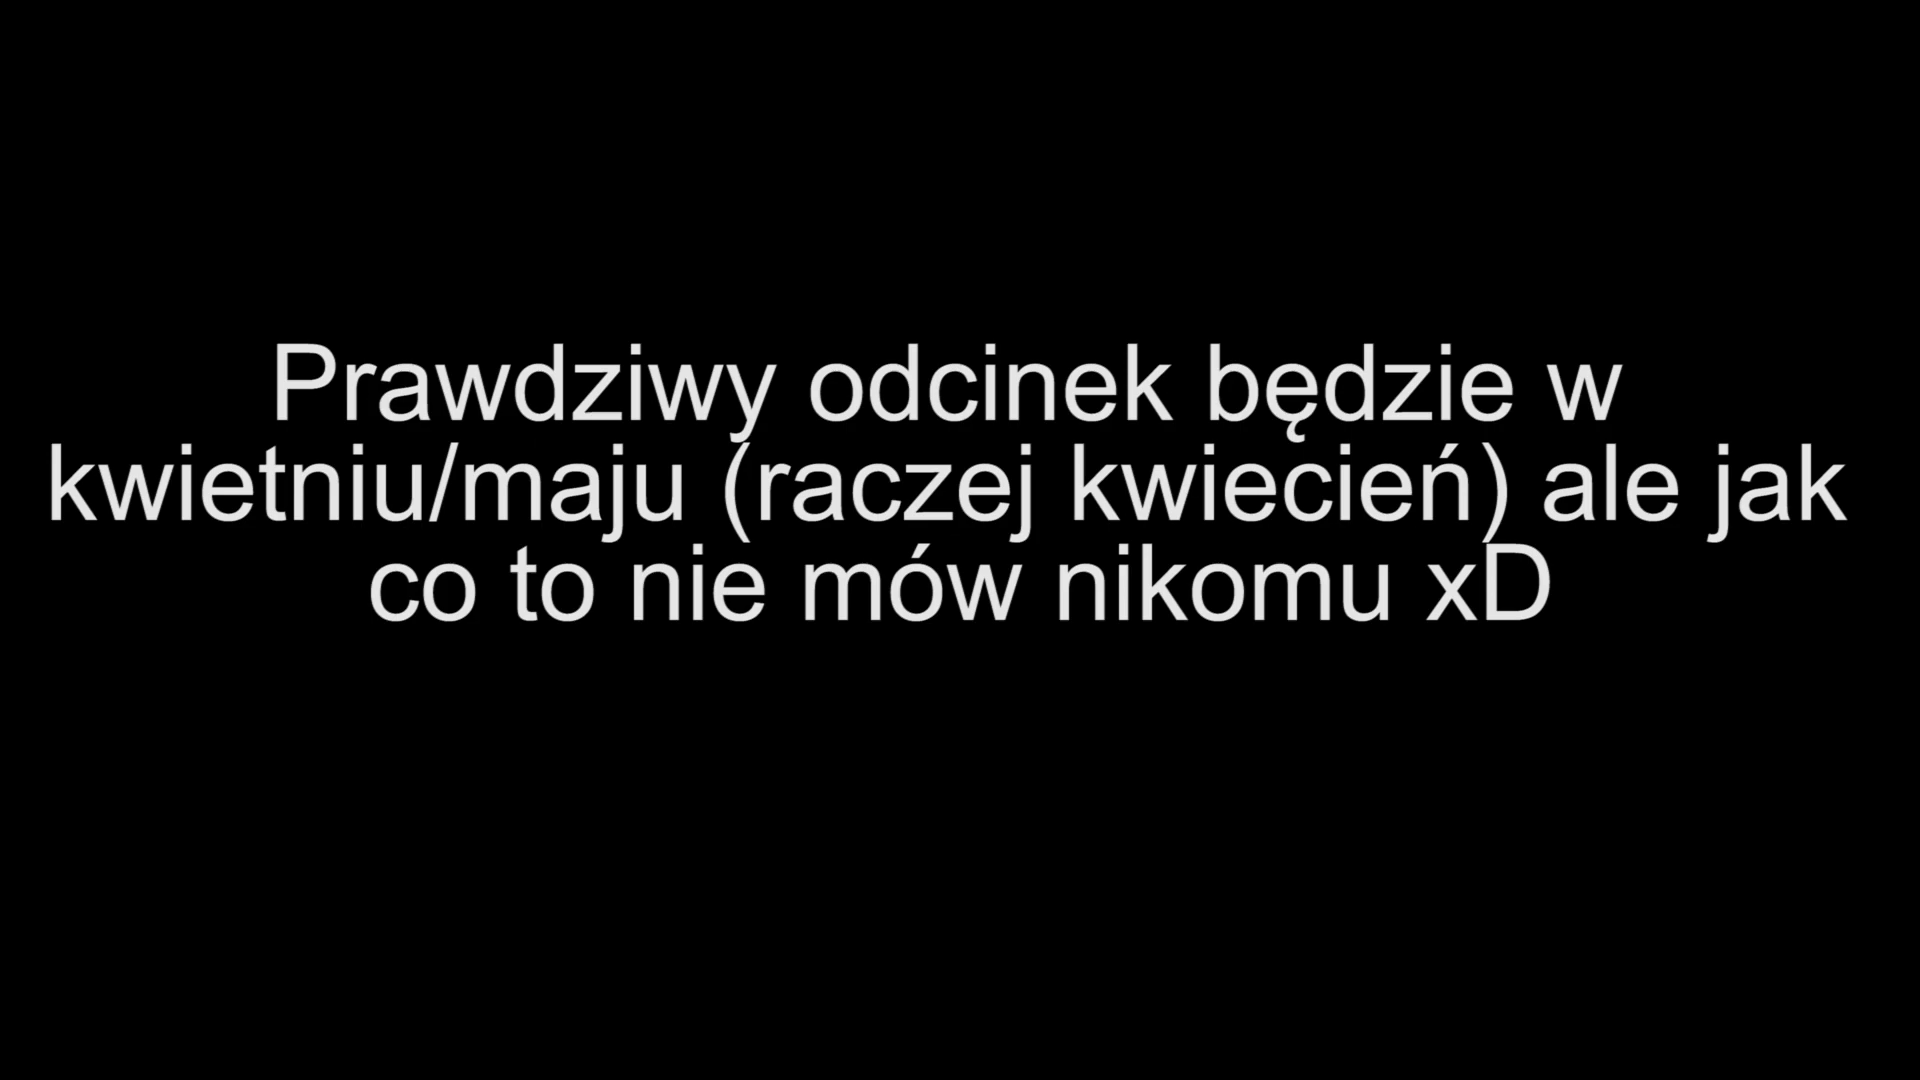 Prawdziwy odcinek będzie w
kwietniu/maju (raczej kwiecień) ale jak
co to nie mów nikomu xD